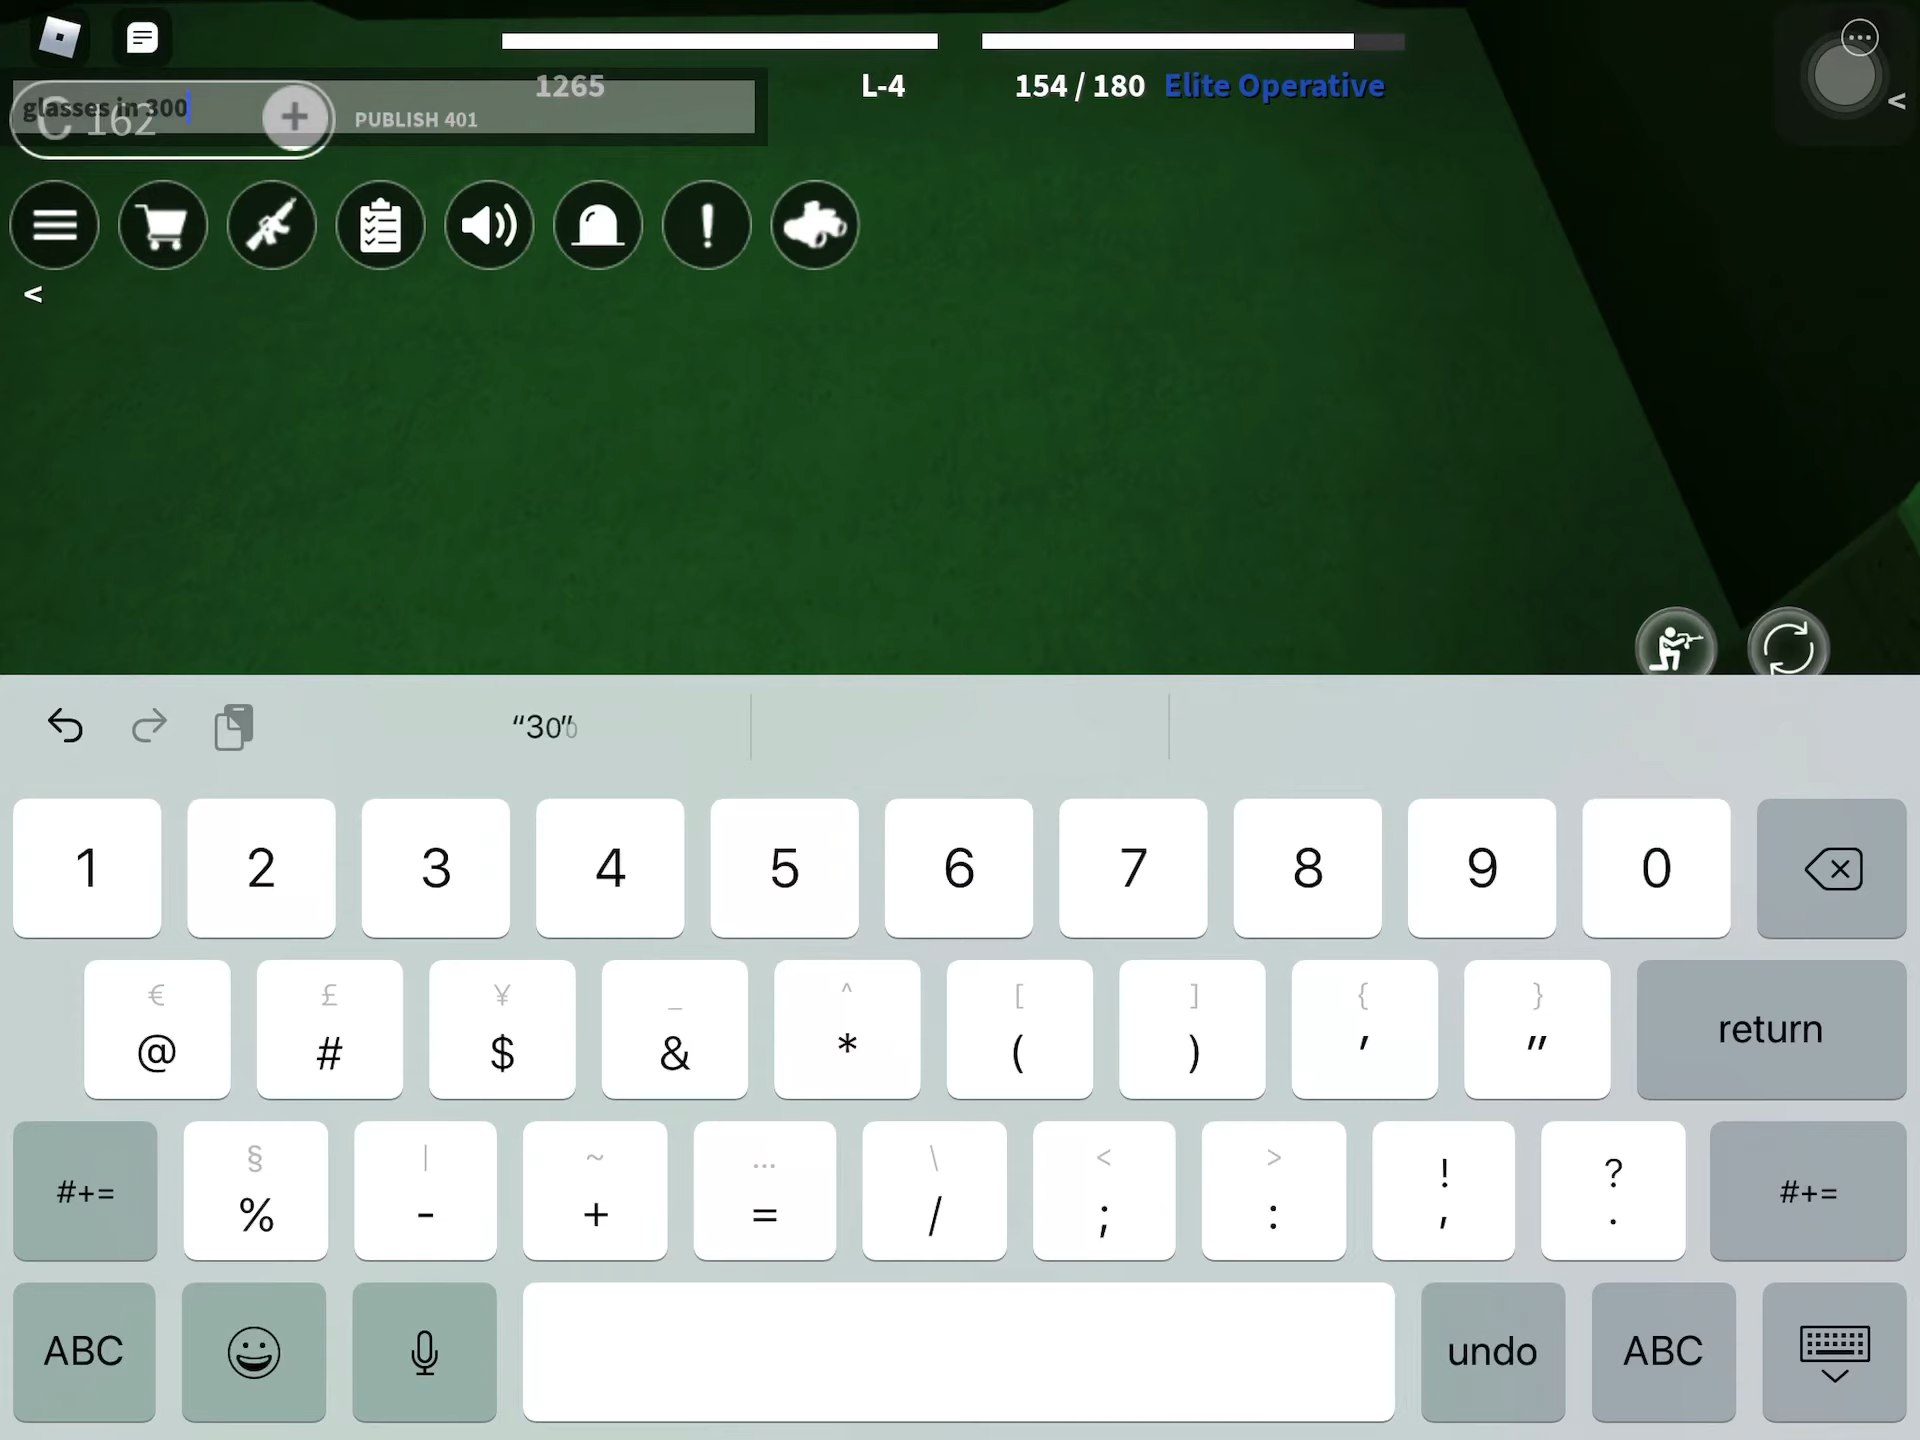 1265 L-4 154 / 180 Elite Operative
glasses in 300
C 162 + PUBLISH 401
<
<
"30"
1 2 3 4 5 6 7 8 9 0
€ £ ¥ _ ^ [ ] { }
@ # $ & * ( ) ' " return
§ | ~ … \ < > ! ?
#+= % - + = / ; : , . #+=
ABC undo ABC